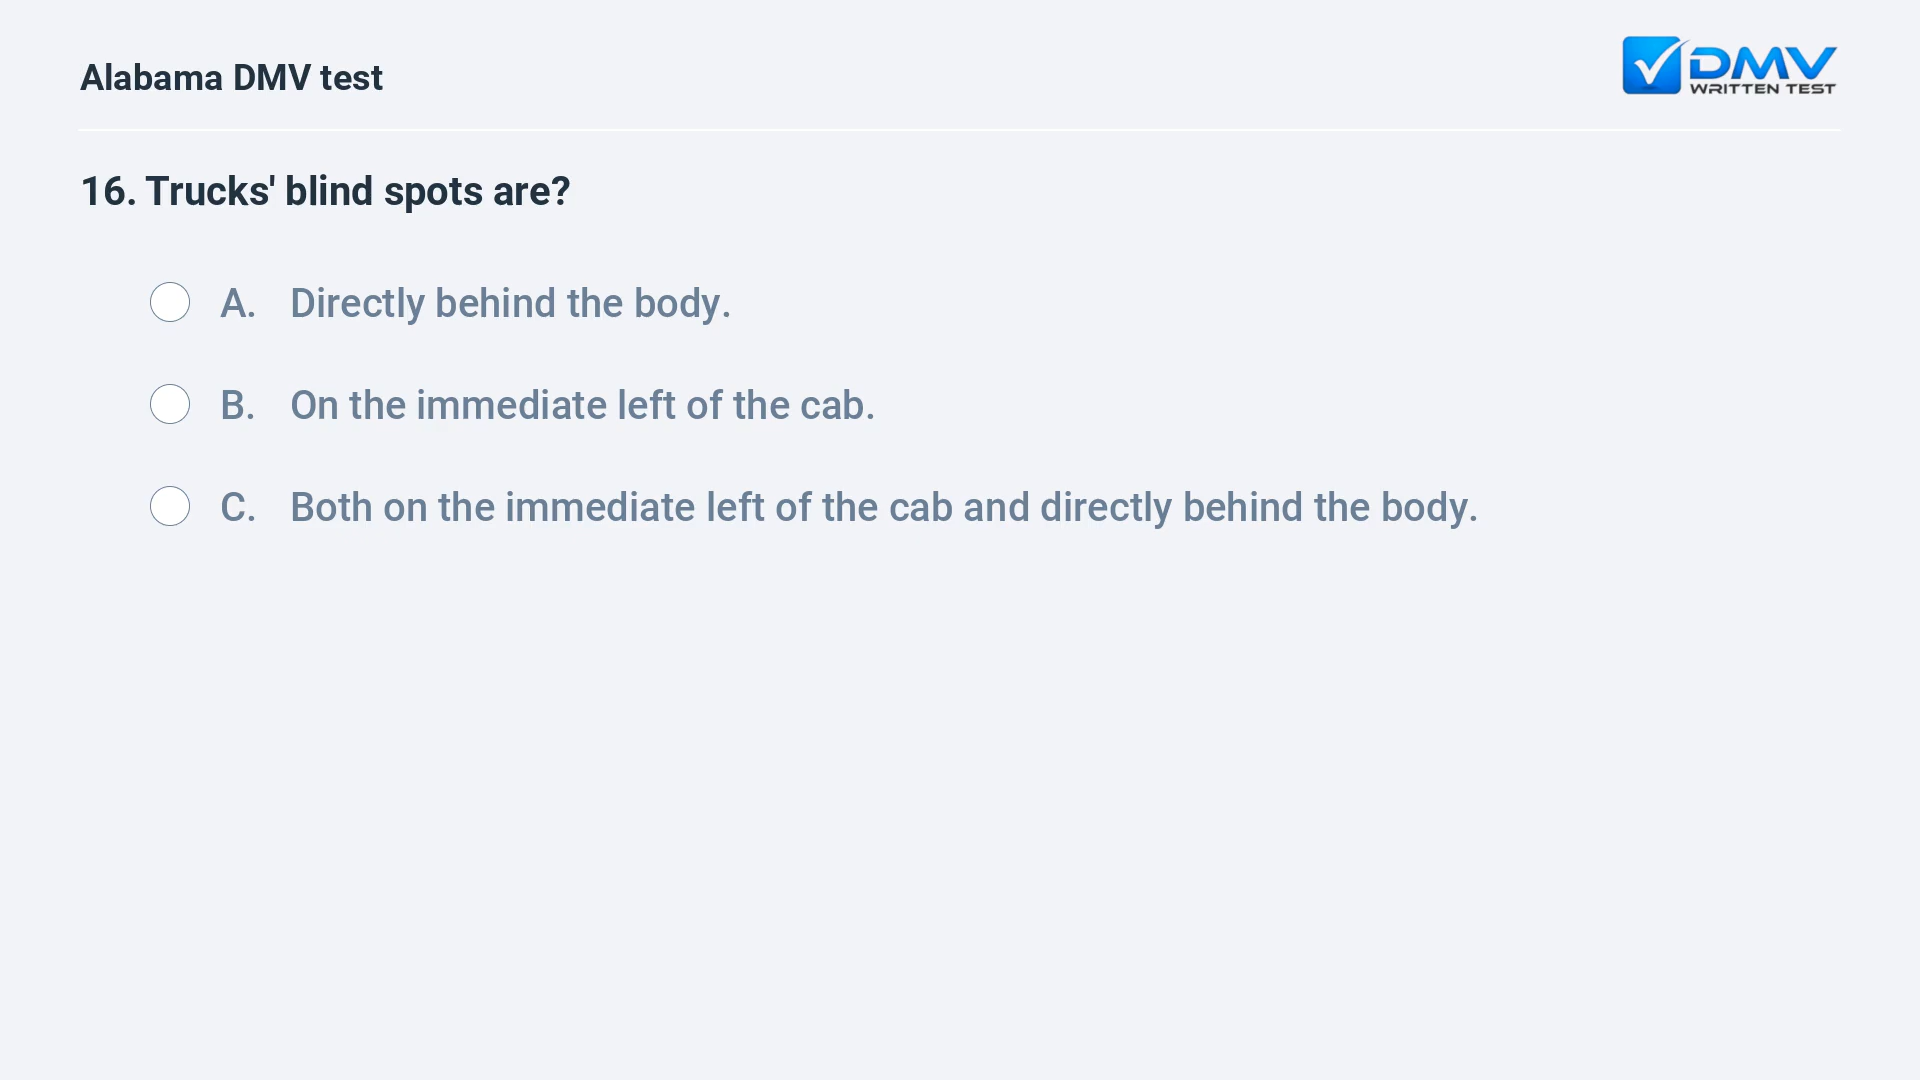 Alabama DMV test
DMV
WRITTEN TEST
16. Trucks' blind spots are?
A. Directly behind the body.
B. On the immediate left of the cab.
C. Both on the immediate left of the cab and directly behind the body.